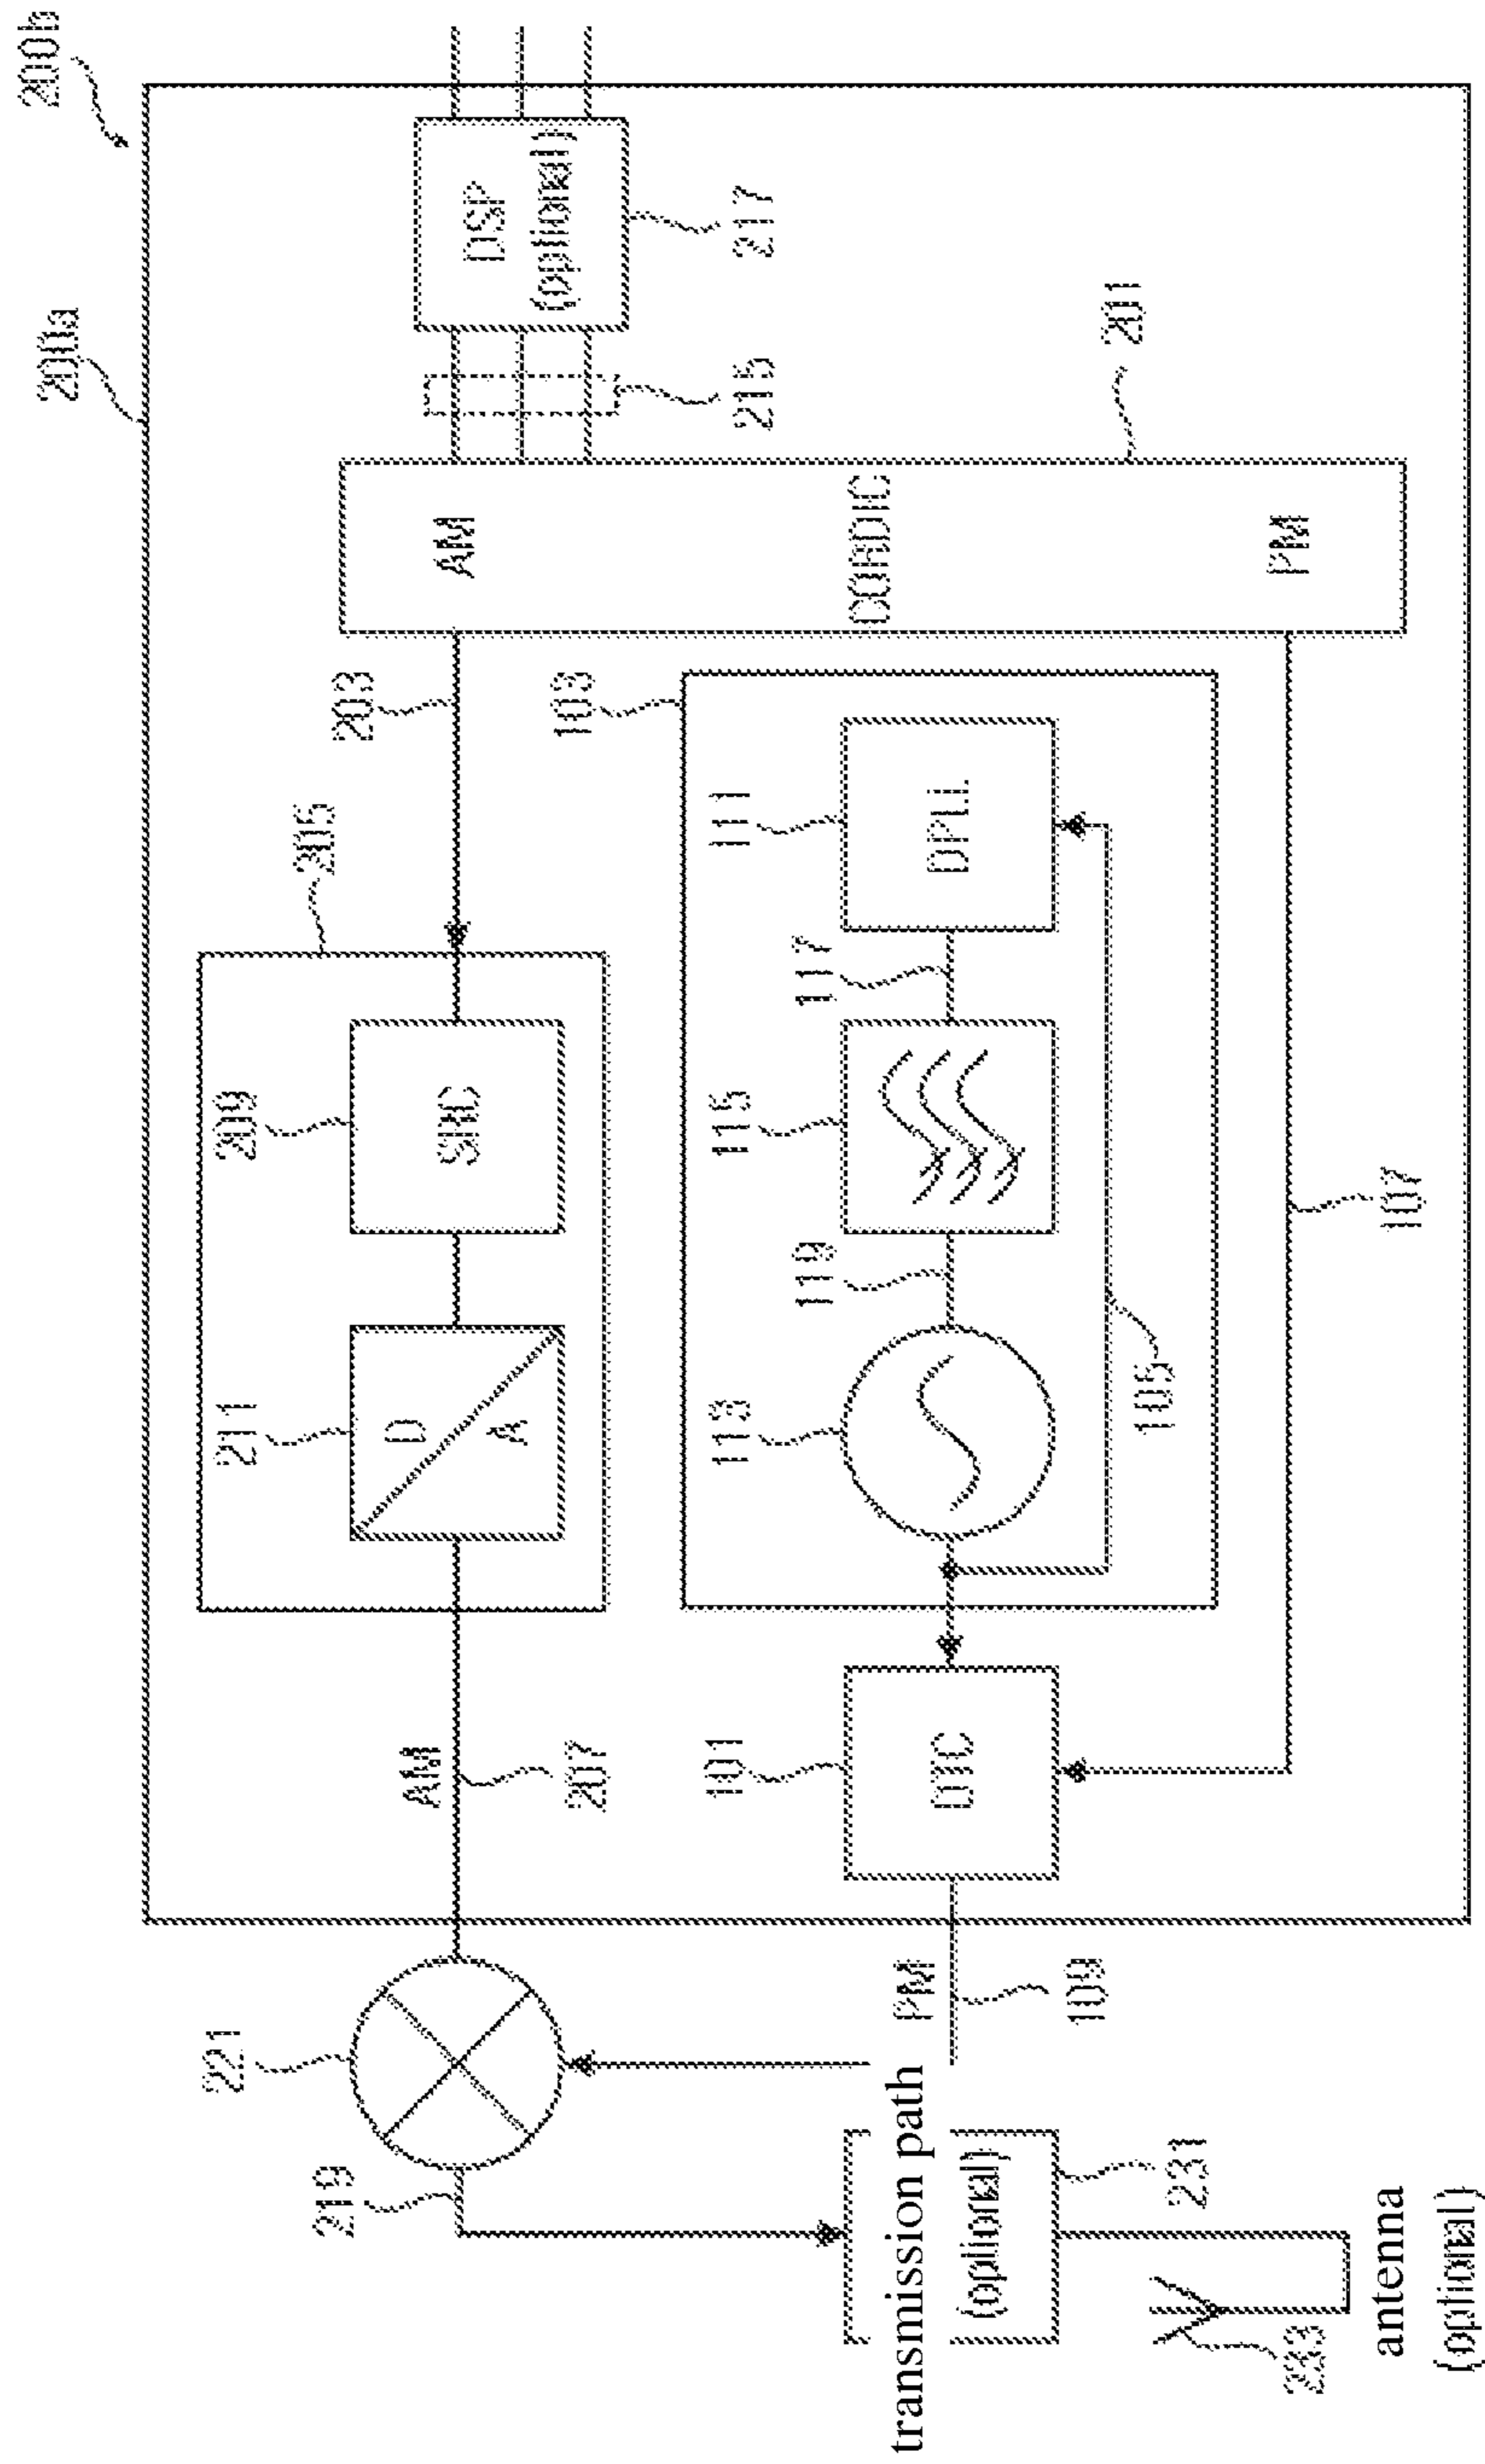 200b
200a
DSP
(optional)
217
215
201
AM
CORDIC
PM
203
103
205
111
DPLL
117
209
SRC
115
107
119
211
D
A
113
105
AM
207
101
DTC
PM
109
221
219
transmission path
(optional)
231
233
antenna
(optional)